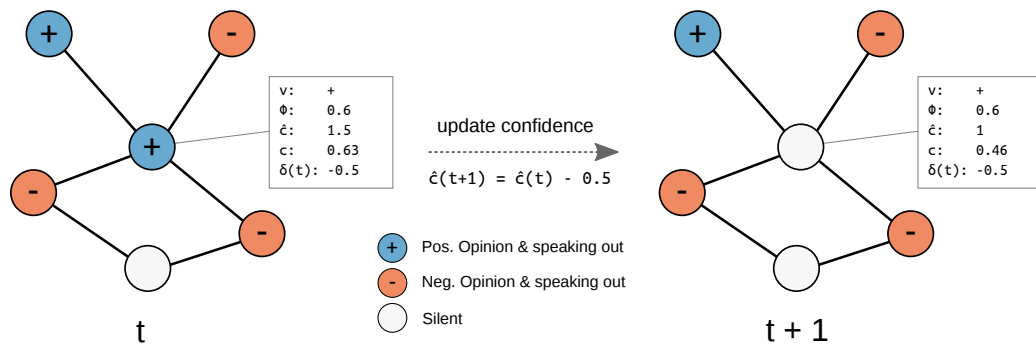 +
-
v: +
Φ: 0.6
ĉ: 1.5
c: 0.63
δ(t): -0.5
+
-
-
t
update confidence
ĉ(t+1) = ĉ(t) - 0.5
+ Pos. Opinion & speaking out
- Neg. Opinion & speaking out
Silent
+
-
v: +
Φ: 0.6
ĉ: 1
c: 0.46
δ(t): -0.5
-
-
t + 1